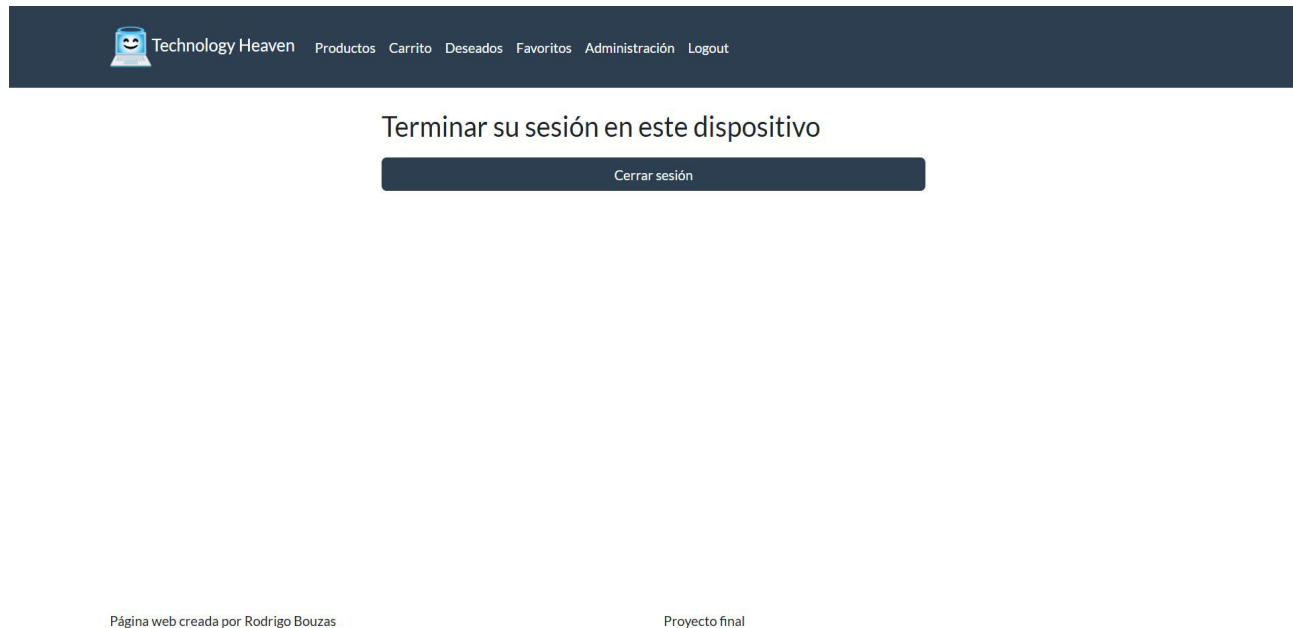 Technology Heaven Productos Carrito Deseados Favoritos Administración Logout
Terminar su sesión en este dispositivo
Cerrar sesión
Página web creada por Rodrigo Bouzas Proyecto final